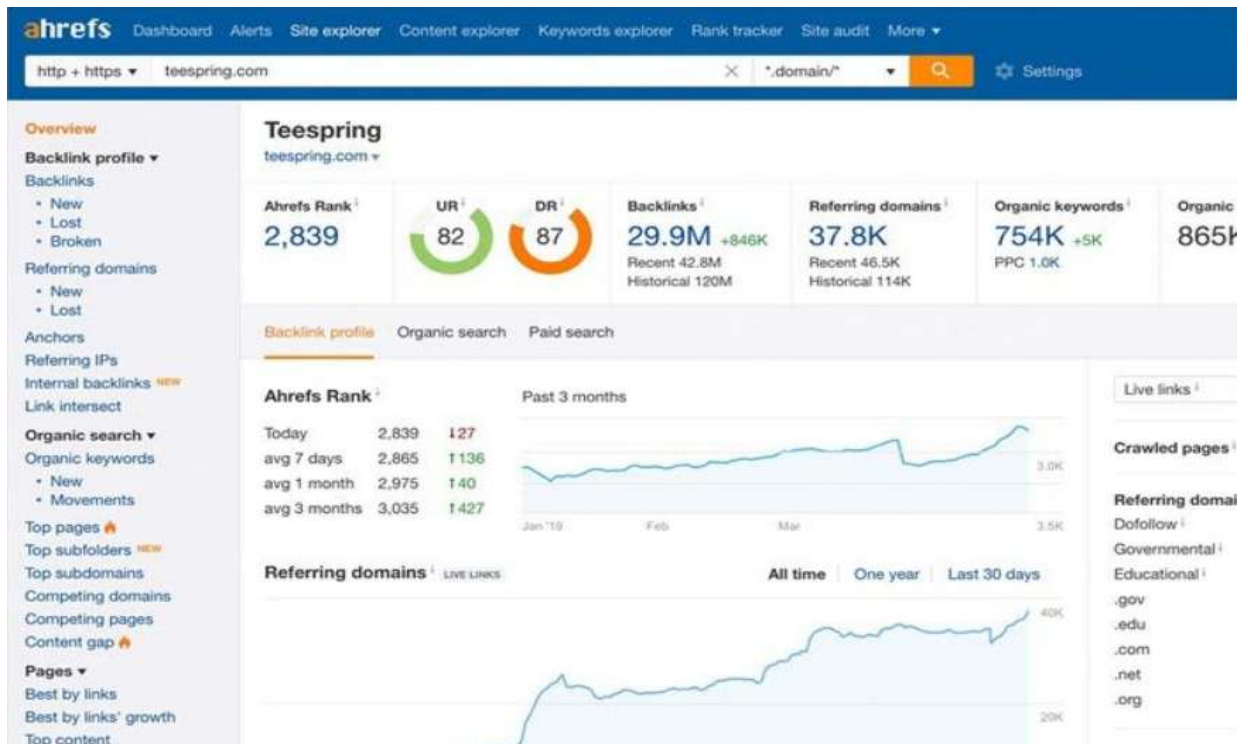 ahrefs Dashboard Alerts Site explorer Content explorer Keywords explorer Rank tracker Site audit More
http + https teespring.com *.domain/* Settings
Overview
Backlink profile
Backlinks
• New
• Lost
• Broken
Referring domains
• New
• Lost
Anchors
Referring IPs
Internal backlinks NEW
Link intersect
Organic search
Organic keywords
• New
• Movements
Top pages
Top subfolders NEW
Top subdomains
Competing domains
Competing pages
Content gap
Pages
Best by links
Best by links' growth
Top content
Teespring
teespring.com
Ahrefs Rank
2,839
UR
82
DR
87
Backlinks
29.9M +846K
Recent 42.8M
Historical 120M
Referring domains
37.8K
Recent 46.5K
Historical 114K
Organic keywords
754K +5K
PPC 1.0K
Organic
865K
Backlink profile Organic search Paid search
Ahrefs Rank Past 3 months
Today 2,839 27
avg 7 days 2,865 136
avg 1 month 2,975 40
avg 3 months 3,035 427
3.0K
Jan '19 Feb Mar 3.5K
Referring domains LIVE LINKS All time One year Last 30 days
40K
20K
Live links
Crawled pages
Referring domai
Dofollow
Governmental
Educational
.gov
.edu
.com
.net
.org